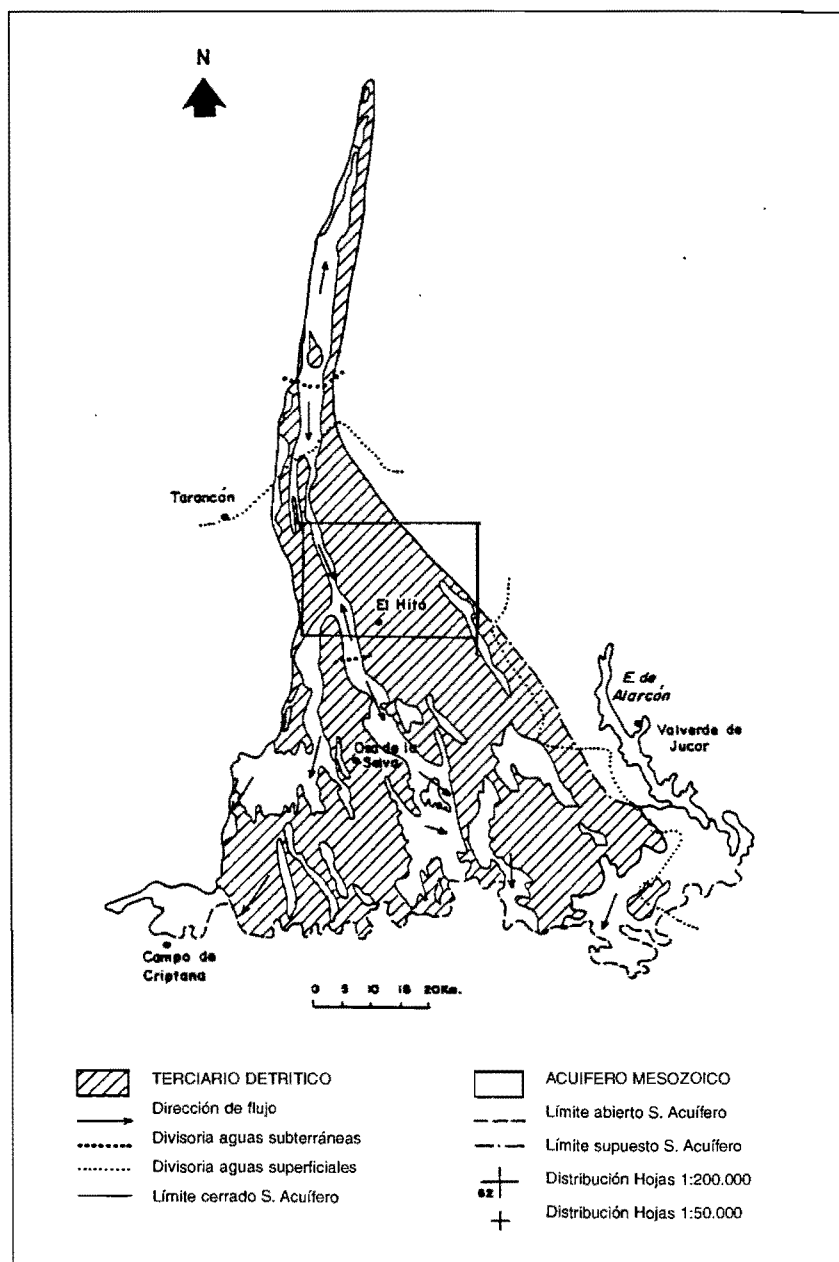 N
Tarancón
El Hito
E. de
Alarcón
Valverde de
Jucar
Osa de la
Selva
Campo de
Criptana
0 5 10 15 20Km.
TERCIARIO DETRITICO
Dirección de flujo
Divisoria aguas subterráneas
Divisoria aguas superficiales
Límite cerrado S. Acuífero
ACUIFERO MESOZOICO
Límite abierto S. Acuífero
Límite supuesto S. Acuífero
62
Distribución Hojas 1:200.000
Distribución Hojas 1:50.000